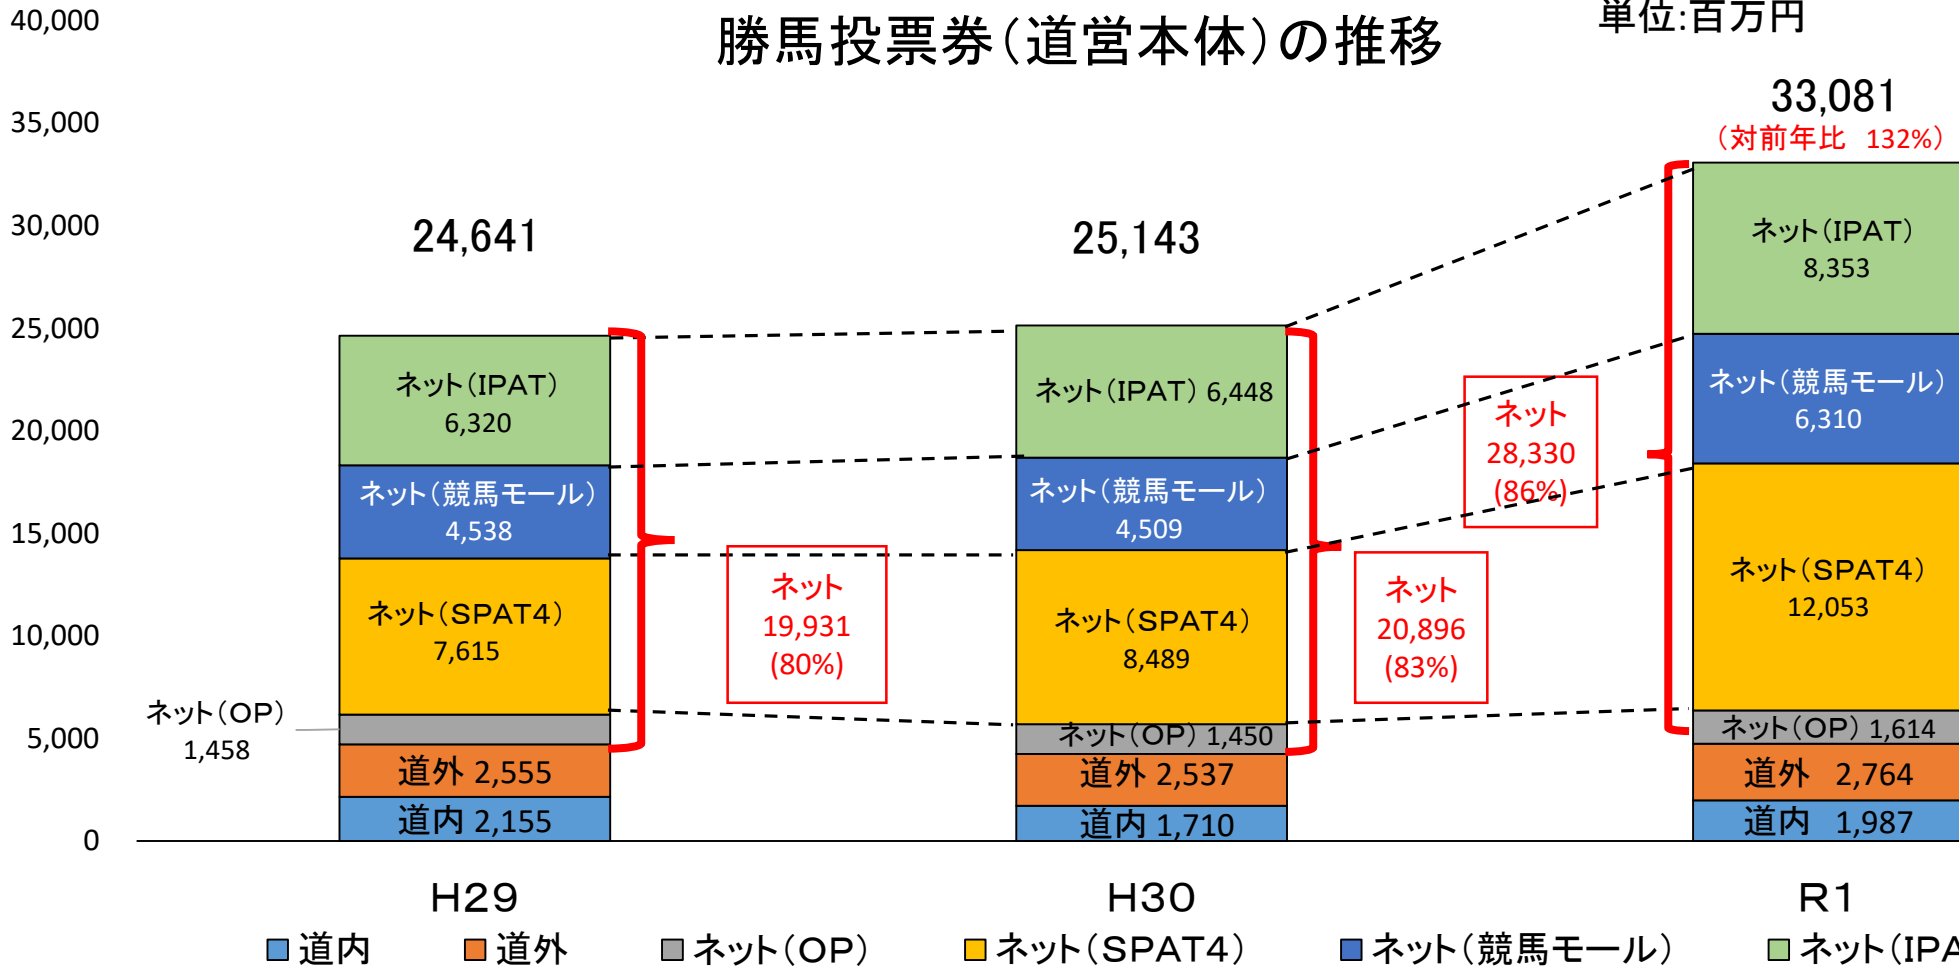 勝馬投票券(道営本体)の推移
単位:百万円
40,000
35,000
30,000
25,000
20,000
15,000
10,000
5,000
0
24,641
ネット(IPAT)
6,320
ネット(競馬モール)
4,538
ネット(SPAT4)
7,615
ネット(OP)
1,458
道外 2,555
道内 2,155
ネット
19,931
(80%)
25,143
ネット(IPAT) 6,448
ネット(競馬モール)
4,509
ネット(SPAT4)
8,489
ネット(OP) 1,450
道外 2,537
道内 1,710
ネット
20,896
(83%)
ネット
28,330
(86%)
33,081
(対前年比 132%)
ネット(IPAT)
8,353
ネット(競馬モール)
6,310
ネット(SPAT4)
12,053
ネット(OP) 1,614
道外 2,764
道内 1,987
H29
H30
R1
道内
道外
ネット(OP)
ネット(SPAT4)
ネット(競馬モール)
ネット(IPA